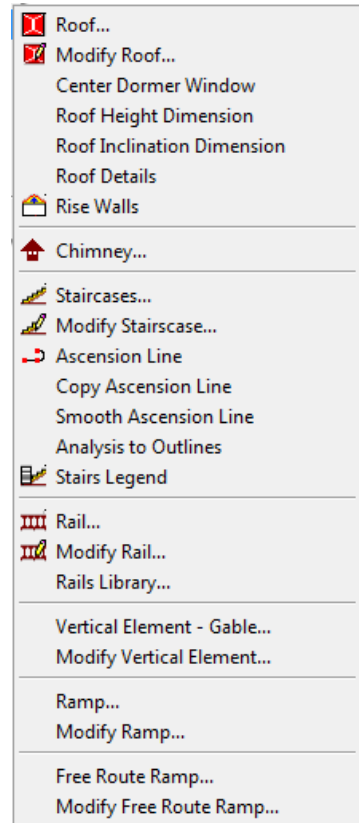 Roof...
Modify Roof...
Center Dormer Window
Roof Height Dimension
Roof Inclination Dimension
Roof Details
Rise Walls
Chimney...
Staircases...
Modify Stairscase...
Ascension Line
Copy Ascension Line
Smooth Ascension Line
Analysis to Outlines
Stairs Legend
Rail...
Modify Rail...
Rails Library...
Vertical Element - Gable...
Modify Vertical Element...
Ramp...
Modify Ramp...
Free Route Ramp...
Modify Free Route Ramp...